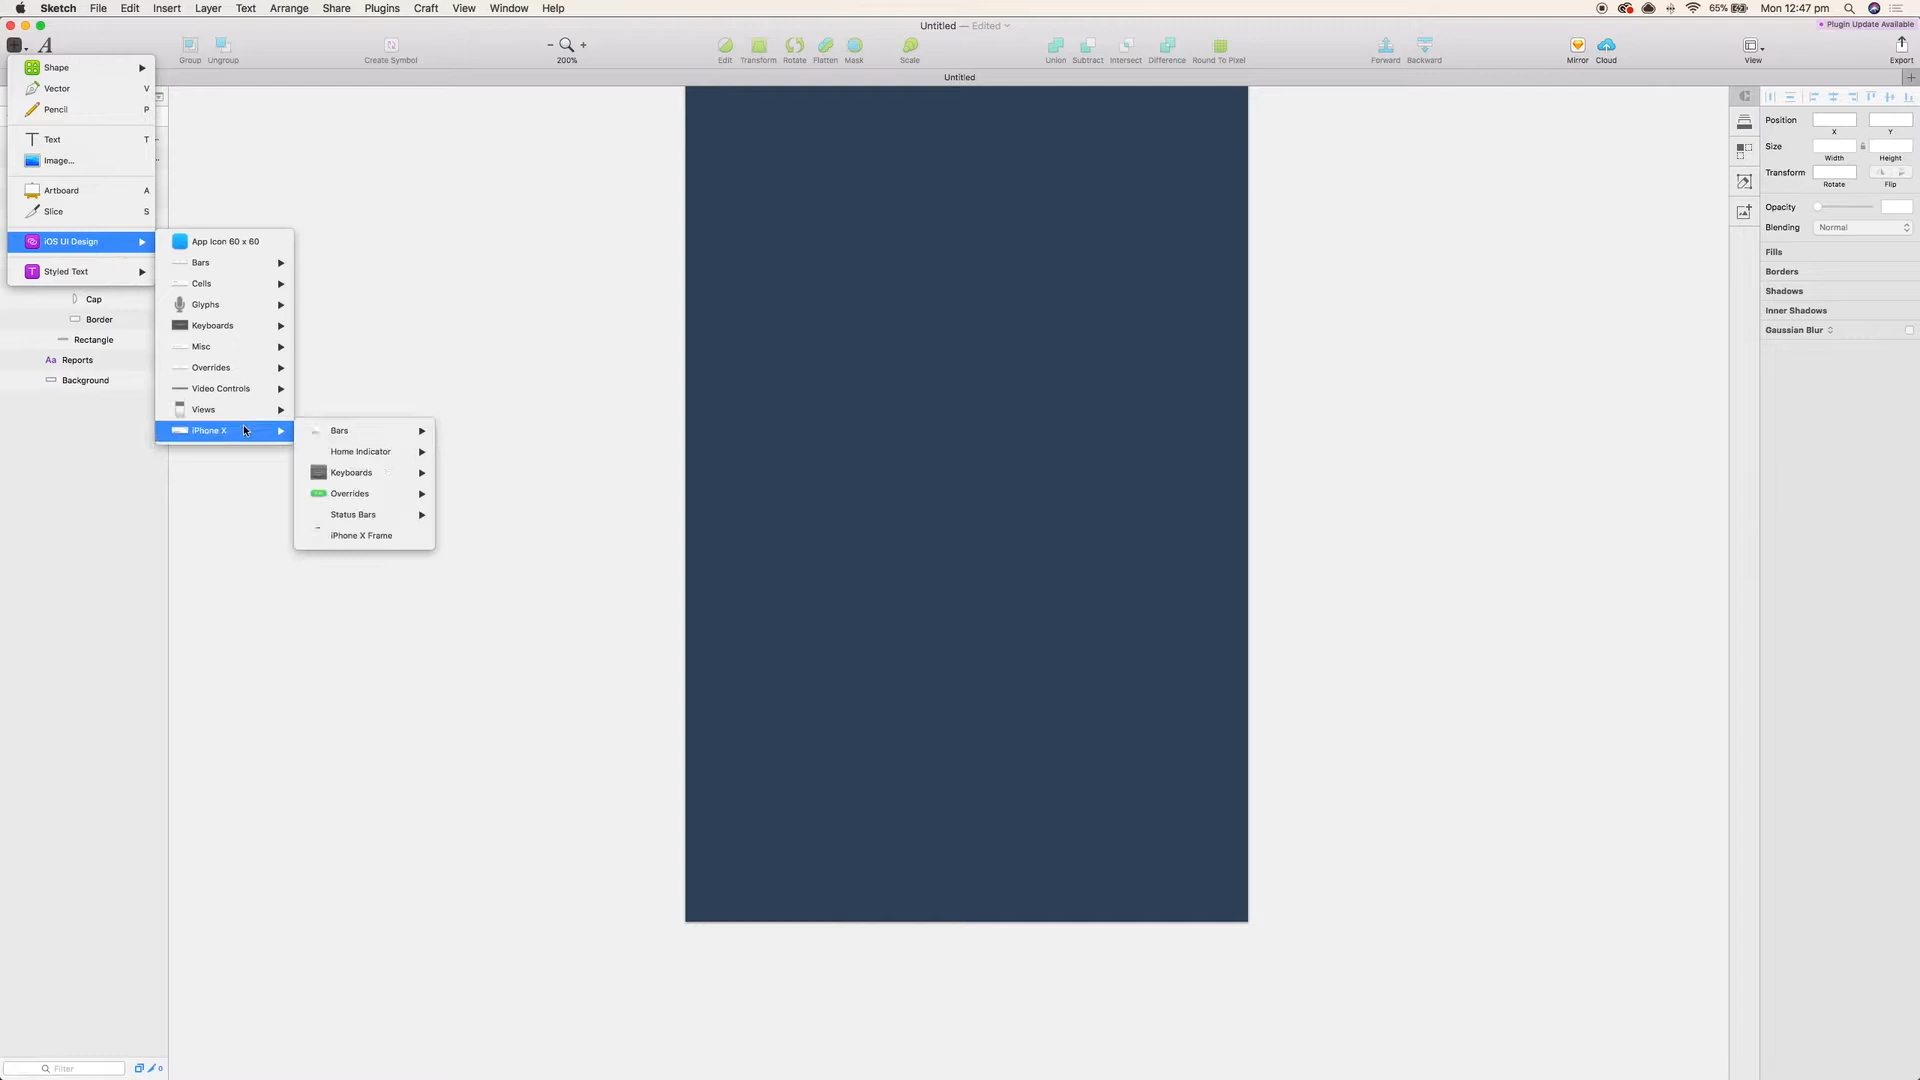 Sketch File Edit Insert Layer Text Arrange Share Plugins Craft View Window Help 65% Mon 12:47 pm
Untitled — Edited
Plugin Update Available
Group Ungroup Create Symbol 200% Edit Transform Rotate Flatten Mask Scale Union Subtract Intersect Difference Round To Pixel Forward Backward Mirror Cloud View Export
Untitled
Shape
Vector V
Pencil P
Text T
Image...
Artboard A
Slice S
iOS UI Design
Styled Text
Cap
Border
Rectangle
Aa Reports
Background
Filter
0
App Icon 60 x 60
Bars
Cells
Glyphs
Keyboards
Misc
Overrides
Video Controls
Views
iPhone X
Bars
Home Indicator
Keyboards
Overrides
Status Bars
iPhone X Frame
Position
X Y
Size
Width Height
Transform
Rotate Flip
Opacity
Blending Normal
Fills
Borders
Shadows
Inner Shadows
Gaussian Blur